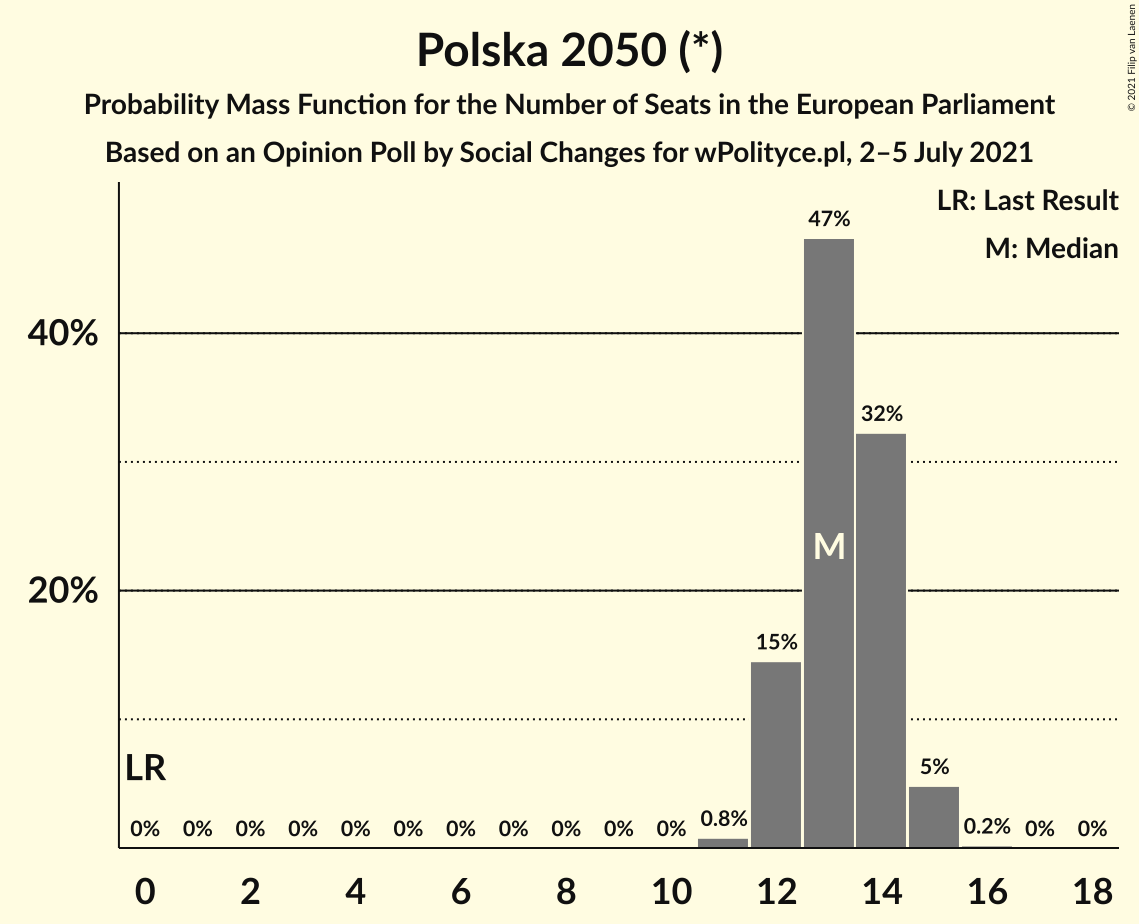 Polska 2050 (*)
Probability Mass Function for the Number of Seats in the European Parliament
Based on an Opinion Poll by Social Changes for wPolityce.pl, 2–5 July 2021
© 2021 Filip van Laenen
LR: Last Result
M: Median
47%
40%
32%
M
20%
15%
LR
5%
0% 0% 0% 0% 0% 0% 0% 0% 0% 0% 0% 0.8% 0.2% 0% 0%
0 2 4 6 8 10 12 14 16 18